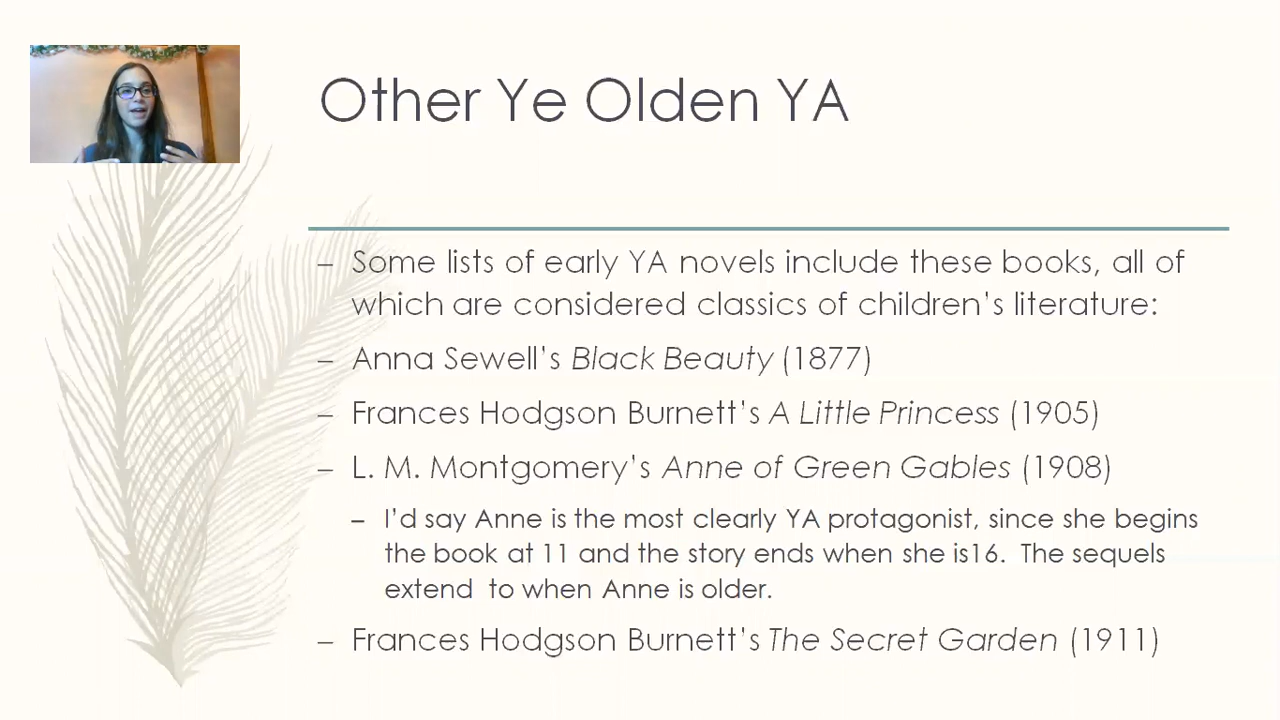 Other Ye Olden YA
– Some lists of early YA novels include these books, all of
which are considered classics of children's literature:
– Anna Sewell's Black Beauty (1877)
– Frances Hodgson Burnett's A Little Princess (1905)
– L. M. Montgomery's Anne of Green Gables (1908)
– I'd say Anne is the most clearly YA protagonist, since she begins
the book at 11 and the story ends when she is16. The sequels
extend to when Anne is older.
– Frances Hodgson Burnett's The Secret Garden (1911)